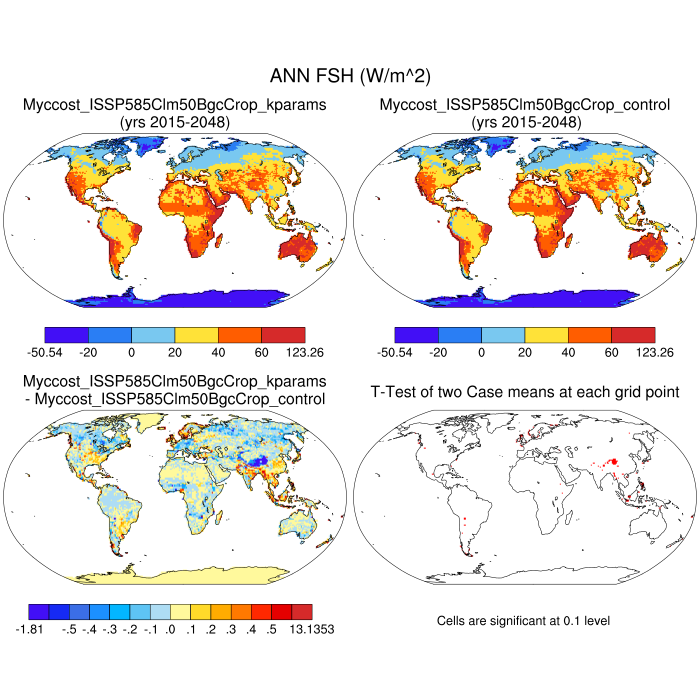 ANN FSH (W/m^2)
Myccost_ISSP585Clm50BgcCrop_kparams
(yrs 2015-2048)
Myccost_ISSP585Clm50BgcCrop_control
(yrs 2015-2048)
-50.54 -20 0 20 40 60 123.26
-50.54 -20 0 20 40 60 123.26
Myccost_ISSP585Clm50BgcCrop_kparams
- Myccost_ISSP585Clm50BgcCrop_control
T-Test of two Case means at each grid point
-1.81 -.5 -.4 -.3 -.2 -.1 .0 .1 .2 .3 .4 .5 13.1353
Cells are significant at 0.1 level